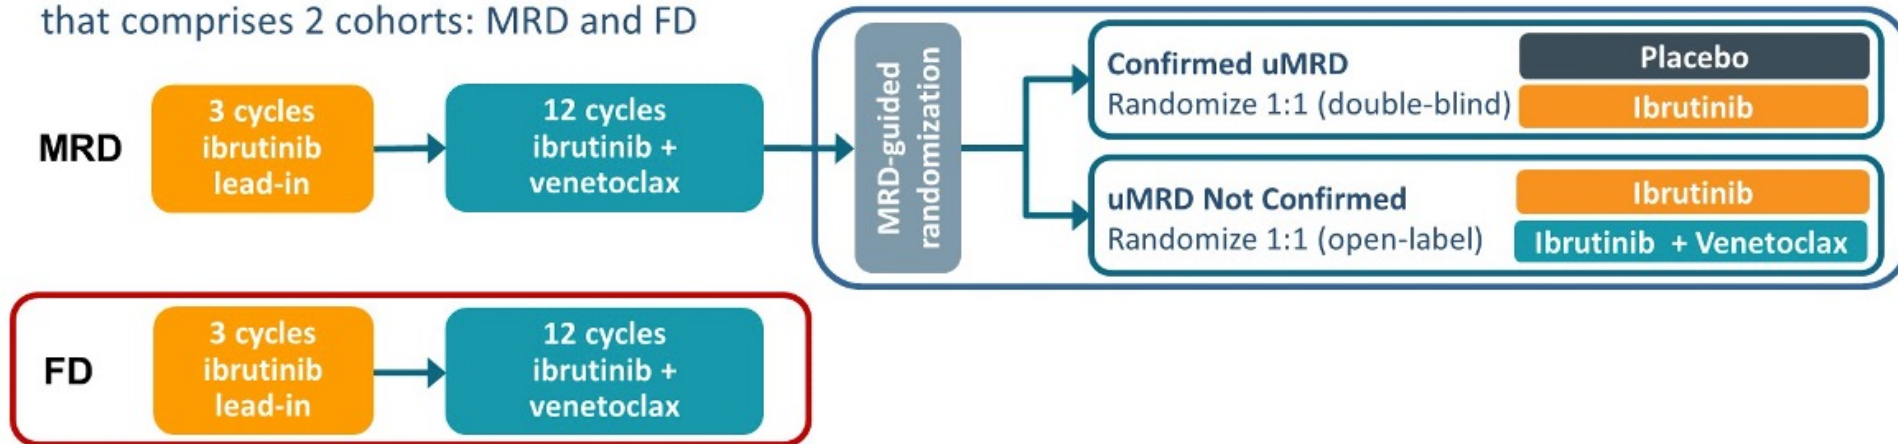 that comprises 2 cohorts: MRD and FD
MRD
3 cycles
ibrutinib
lead-in
12 cycles
ibrutinib +
venetoclax
MRD-guided
randomization
Confirmed uMRD
Randomize 1:1 (double-blind)
Placebo
Ibrutinib
uMRD Not Confirmed
Randomize 1:1 (open-label)
Ibrutinib
Ibrutinib + Venetoclax
FD
3 cycles
ibrutinib
lead-in
12 cycles
ibrutinib +
venetoclax